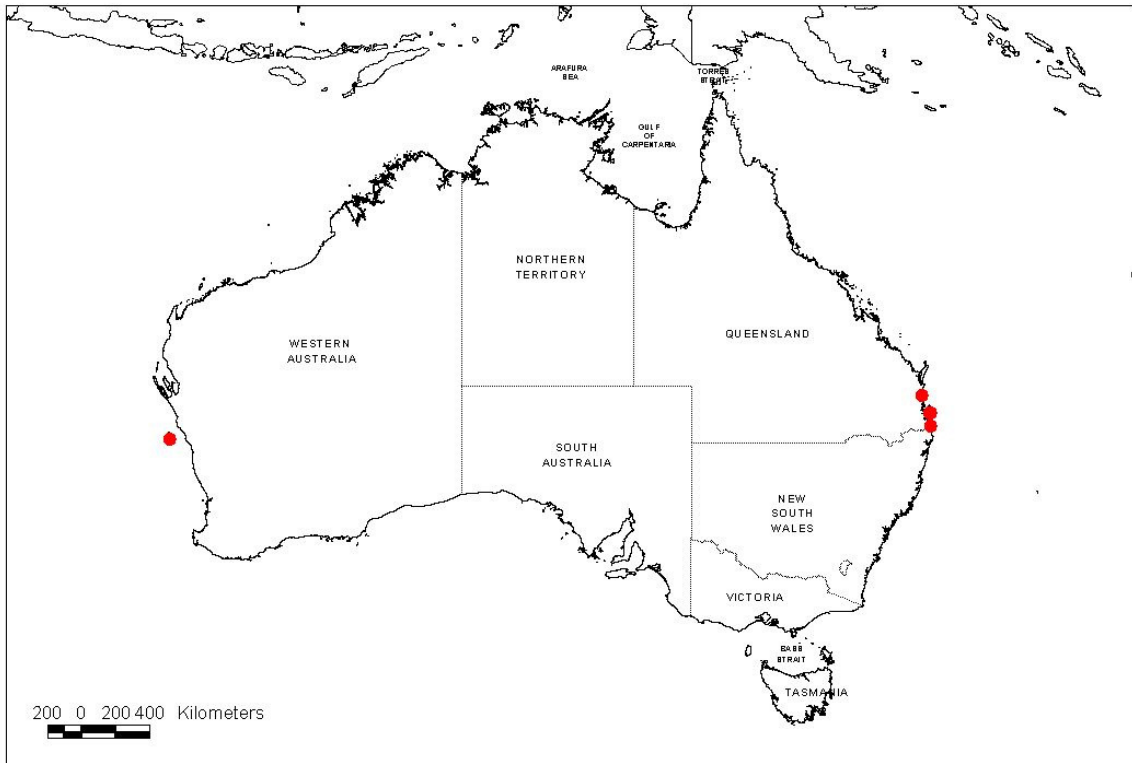 ARAFURA
SEA
TORRES
STRAIT
GULF
OF
CARPENTARIA
NORTHERN
TERRITORY
WESTERN
AUSTRALIA
QUEENSLAND
SOUTH
AUSTRALIA
NEW
SOUTH
WALES
VICTORIA
BASS
STRAIT
TASMANIA
200 0 200 400 Kilometers